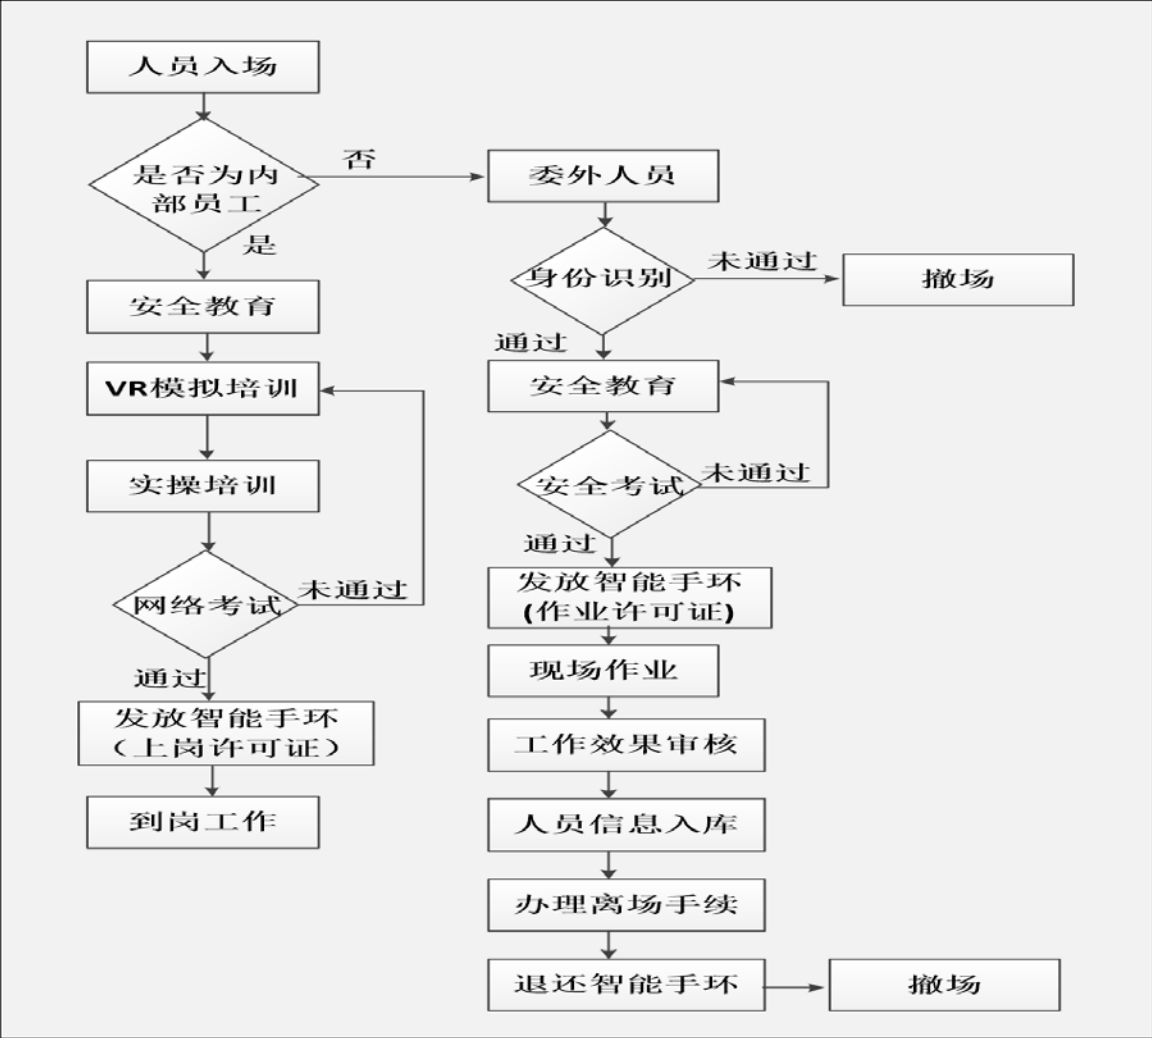 人员入场
是否为内
部员工
否
是
安全教育
VR模拟培训
实操培训
网络考试
未通过
通过
发放智能手环
（上岗许可证）
到岗工作
委外人员
身份识别
未通过
撤场
通过
安全教育
安全考试
未通过
通过
发放智能手环
(作业许可证)
现场作业
工作效果审核
人员信息入库
办理离场手续
退还智能手环
撤场